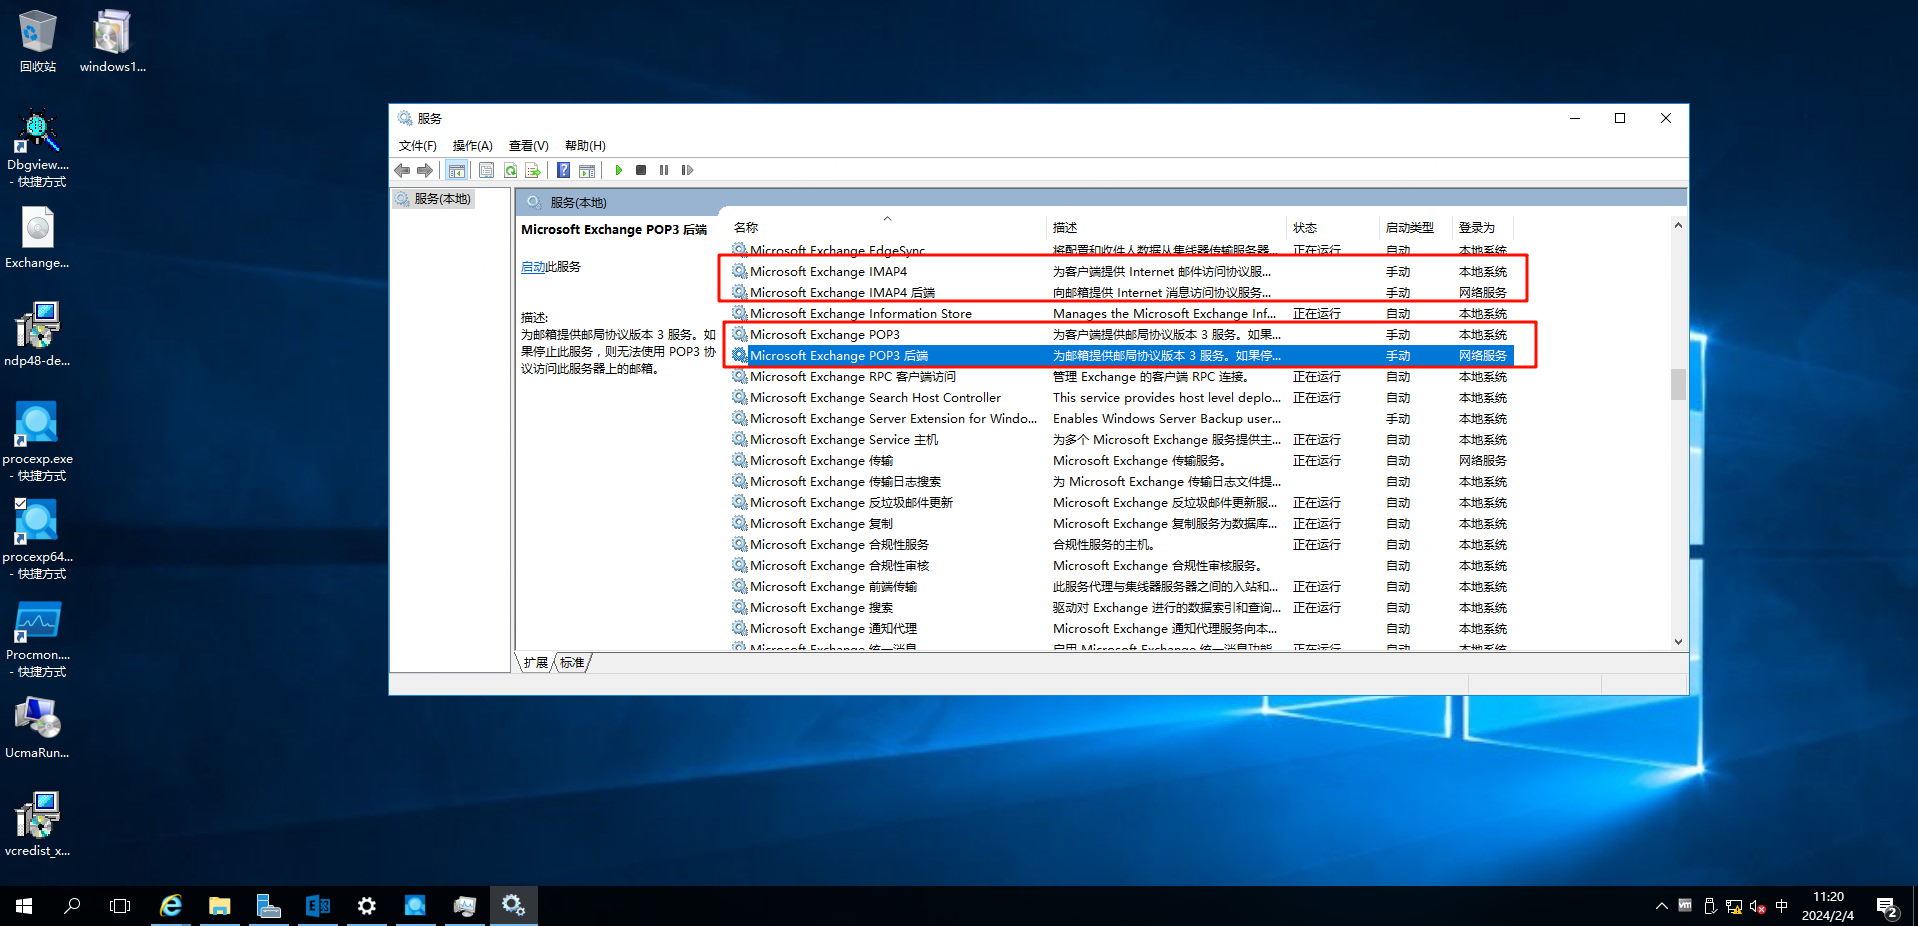 回收站
windows1...
Dbgview....
- 快捷方式
Exchange...
ndp48-de...
procexp.exe
- 快捷方式
procexp64...
- 快捷方式
Procmon....
- 快捷方式
UcmaRun...
vcredist_x...
服务
文件(F) 操作(A) 查看(V) 帮助(H)
服务(本地)
服务(本地)
Microsoft Exchange POP3 后端
启动此服务
描述:
为邮箱提供邮局协议版本 3 服务。如
果停止此服务，则无法使用 POP3 协
议访问此服务器上的邮箱。
名称 描述 状态 启动类型 登录为
Microsoft Exchange EdgeSync 将配置和收件人数据从集线器传输服务器... 正在运行 自动 本地系统
Microsoft Exchange IMAP4 为客户端提供 Internet 邮件访问协议服... 手动 本地系统
Microsoft Exchange IMAP4 后端 向邮箱提供 Internet 消息访问协议服务... 手动 网络服务
Microsoft Exchange Information Store Manages the Microsoft Exchange Inf... 正在运行 自动 本地系统
Microsoft Exchange POP3 为客户端提供邮局协议版本 3 服务。如果... 手动 本地系统
Microsoft Exchange POP3 后端 为邮箱提供邮局协议版本 3 服务。如果停... 手动 网络服务
Microsoft Exchange RPC 客户端访问 管理 Exchange 的客户端 RPC 连接。 正在运行 自动 本地系统
Microsoft Exchange Search Host Controller This service provides host level deplo... 正在运行 自动 本地系统
Microsoft Exchange Server Extension for Windo... Enables Windows Server Backup user... 手动 本地系统
Microsoft Exchange Service 主机 为多个 Microsoft Exchange 服务提供主... 正在运行 自动 本地系统
Microsoft Exchange 传输 Microsoft Exchange 传输服务。 正在运行 自动 网络服务
Microsoft Exchange 传输日志搜索 为 Microsoft Exchange 传输日志文件提... 自动 本地系统
Microsoft Exchange 反垃圾邮件更新 Microsoft Exchange 反垃圾邮件更新服... 正在运行 自动 本地系统
Microsoft Exchange 复制 Microsoft Exchange 复制服务为数据库... 正在运行 自动 本地系统
Microsoft Exchange 合规性服务 合规性服务的主机。 正在运行 自动 本地系统
Microsoft Exchange 合规性审核 Microsoft Exchange 合规性审核服务。 自动 本地系统
Microsoft Exchange 前端传输 此服务代理与集线器服务器之间的入站和... 正在运行 自动 本地系统
Microsoft Exchange 搜索 驱动对 Exchange 进行的数据索引和查询... 正在运行 自动 本地系统
Microsoft Exchange 通知代理 Microsoft Exchange 通知代理服务向本... 自动 本地系统
Microsoft Exchange 统一消息 启用 Microsoft Exchange 统一消息功能... 正在运行 自动 本地系统
扩展 标准
中
11:20
2024/2/4
2